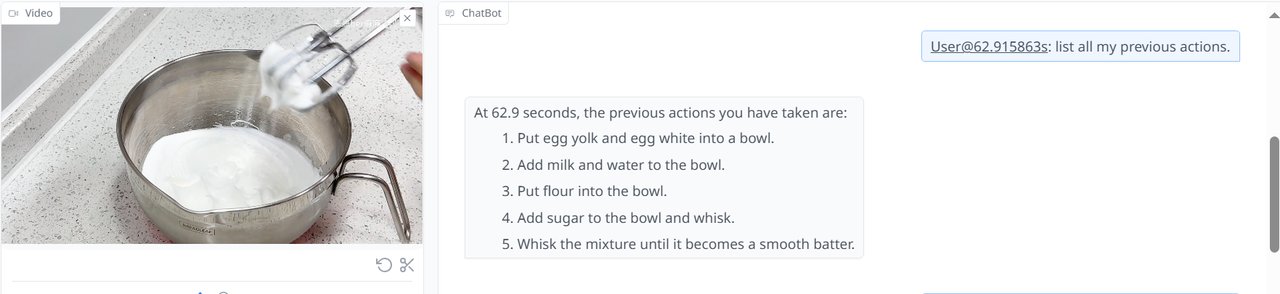 Video
ChatBot
User@62.915863s: list all my previous actions.
At 62.9 seconds, the previous actions you have taken are:
1. Put egg yolk and egg white into a bowl.
2. Add milk and water to the bowl.
3. Put flour into the bowl.
4. Add sugar to the bowl and whisk.
5. Whisk the mixture until it becomes a smooth batter.